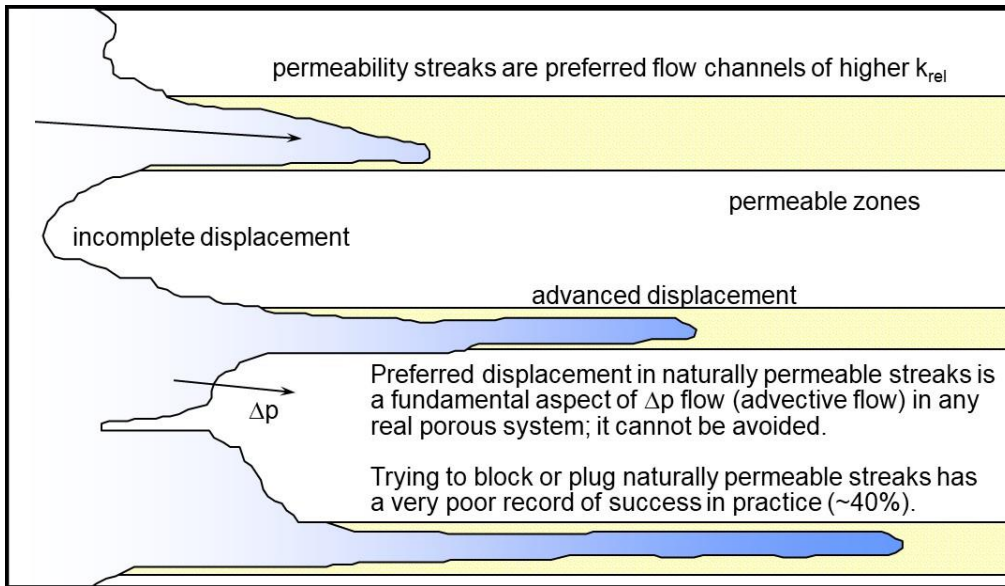 permeability streaks are preferred flow channels of higher krel
permeable zones
incomplete displacement
advanced displacement
Preferred displacement in naturally permeable streaks is
a fundamental aspect of Δp flow (advective flow) in any
real porous system; it cannot be avoided.
Δp
Trying to block or plug naturally permeable streaks has
a very poor record of success in practice (~40%).